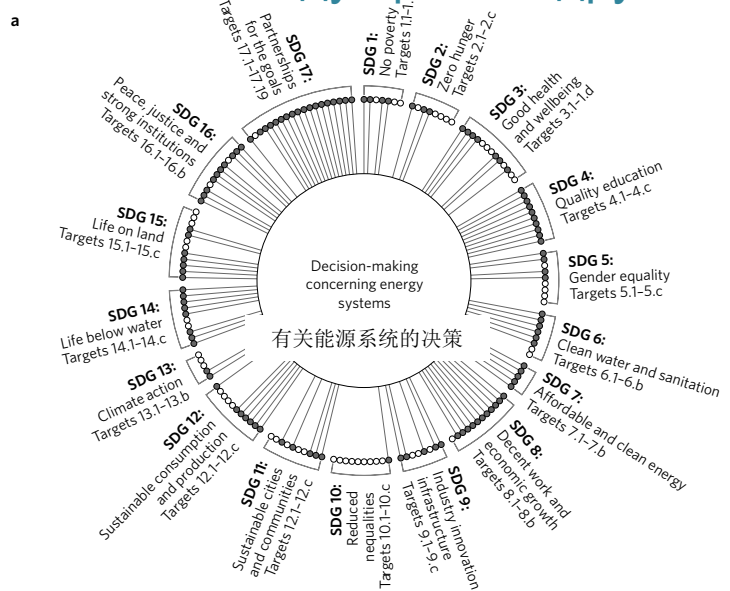 a
SDG 1:
No poverty
Targets 1.1–1.
SDG 2:
Zero hunger
Targets 2.1–2.c
SDG 3:
Good health
and wellbeing
Targets 3.1–1.d
SDG 4:
Quality education
Targets 4.1–4.c
SDG 5:
Gender equality
Targets 5.1–5.c
SDG 6:
Clean water and sanitation
Targets 6.1–6.b
SDG 7:
Affordable and clean energy
Targets 7.1–7.b
SDG 8:
Decent work and
economic growth
Targets 8.1–8.b
SDG 9:
Industry innovation
infrastructure
Targets 9.1–9.c
SDG 10:
Reduced
nequalities
Targets 10.1–10.c
SDG 11:
Sustainable cities
and communities
Targets 12.1–12.c
SDG 12:
Sustainable consumption
and production
Targets 12.1–12.c
SDG 13:
Climate action
Targets 13.1–13.b
SDG 14:
Life below water
Targets 14.1–14.c
SDG 15:
Life on land
Targets 15.1–15.c
SDG 16:
Peace, justice and
strong institutions
Targets 16.1–16.b
SDG 17:
Partnerships
for the goals
Targets 17.1–17.19
Decision-making
concerning energy
systems
有关能源系统的决策